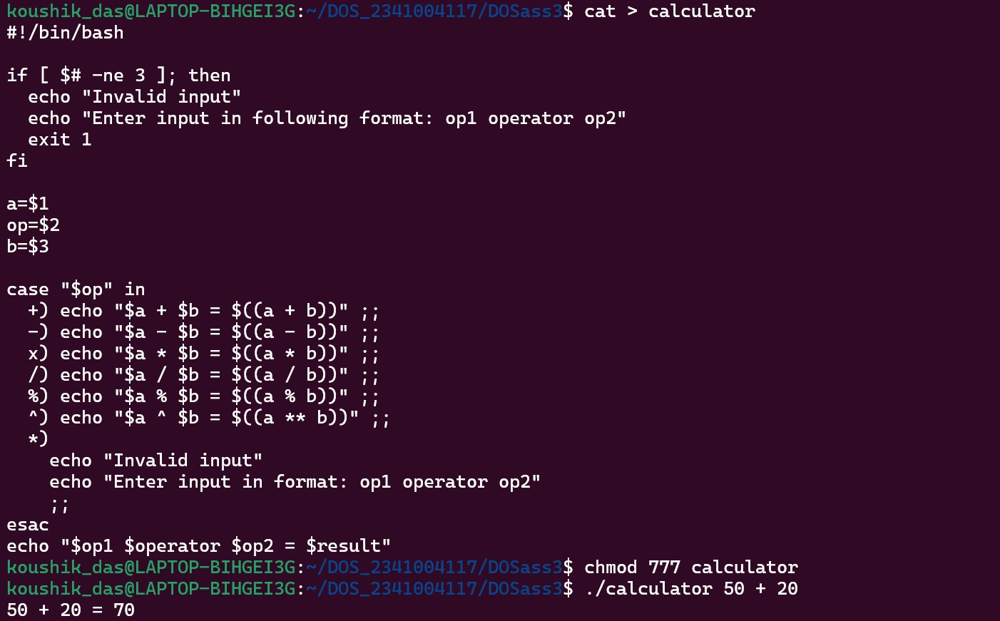 koushik_das@LAPTOP-BIHGEI3G:~/DOS_2341004117/DOSass3$ cat > calculator
#!/bin/bash

if [ $# -ne 3 ]; then
  echo "Invalid input"
  echo "Enter input in following format: op1 operator op2"
  exit 1
fi

a=$1
op=$2
b=$3

case "$op" in
  +) echo "$a + $b = $((a + b))" ;;
  -) echo "$a - $b = $((a - b))" ;;
  x) echo "$a * $b = $((a * b))" ;;
  /) echo "$a / $b = $((a / b))" ;;
  %) echo "$a % $b = $((a % b))" ;;
  ^) echo "$a ^ $b = $((a ** b))" ;;
  *)
    echo "Invalid input"
    echo "Enter input in format: op1 operator op2"
    ;;
esac
echo "$op1 $operator $op2 = $result"
koushik_das@LAPTOP-BIHGEI3G:~/DOS_2341004117/DOSass3$ chmod 777 calculator
koushik_das@LAPTOP-BIHGEI3G:~/DOS_2341004117/DOSass3$ ./calculator 50 + 20
50 + 20 = 70